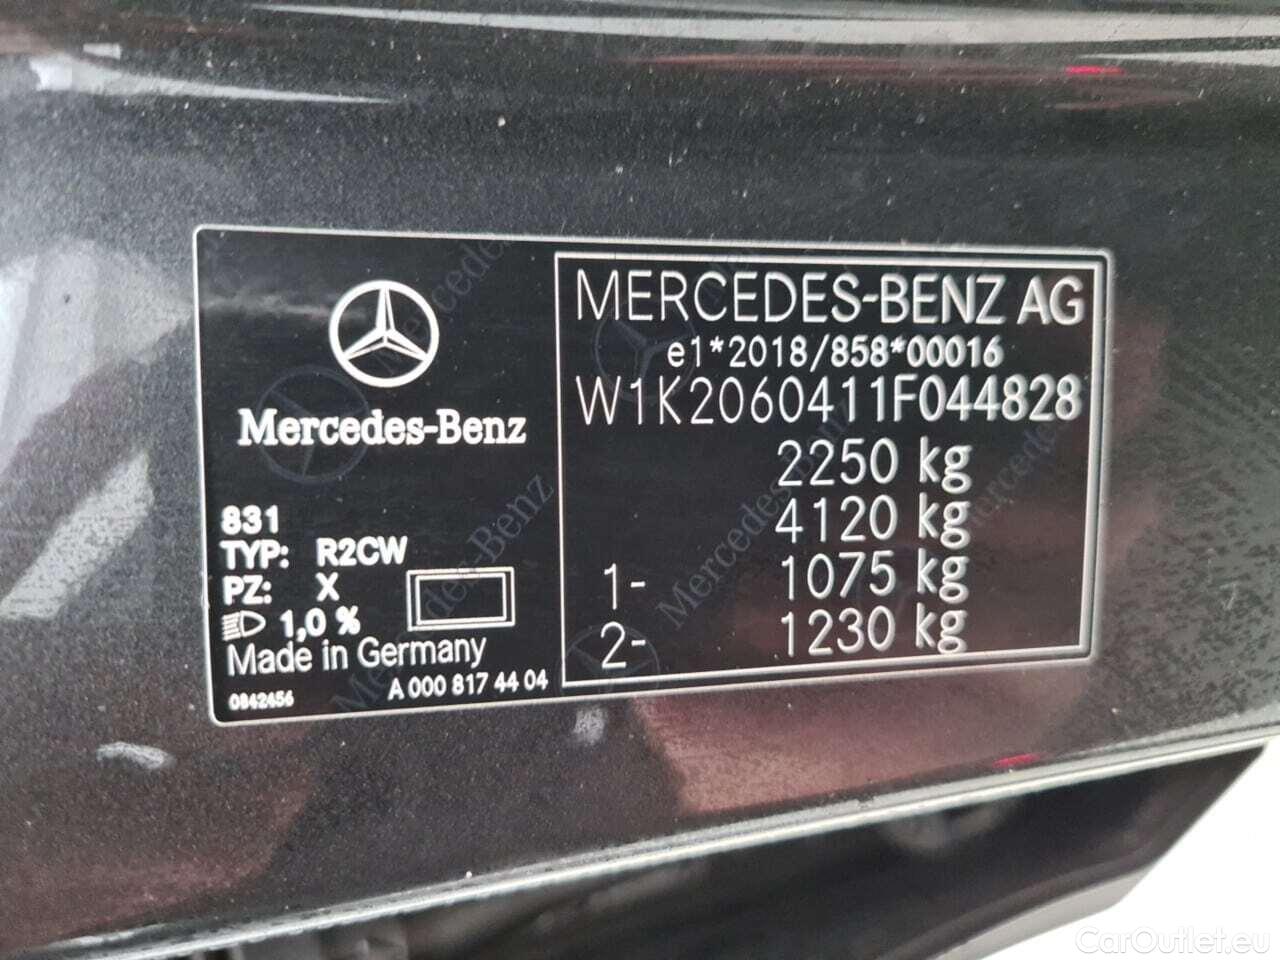 Mercedes-Benz
831
TYP: R2CW
PZ: X
1,0 %
Made in Germany
0842456
A 000 817 44 04
MERCEDES-BENZ AG
e1*2018/858*00016
W1K2060411F044828
2250 kg
4120 kg
1- 1075 kg
2- 1230 kg
CarOutlet.eu